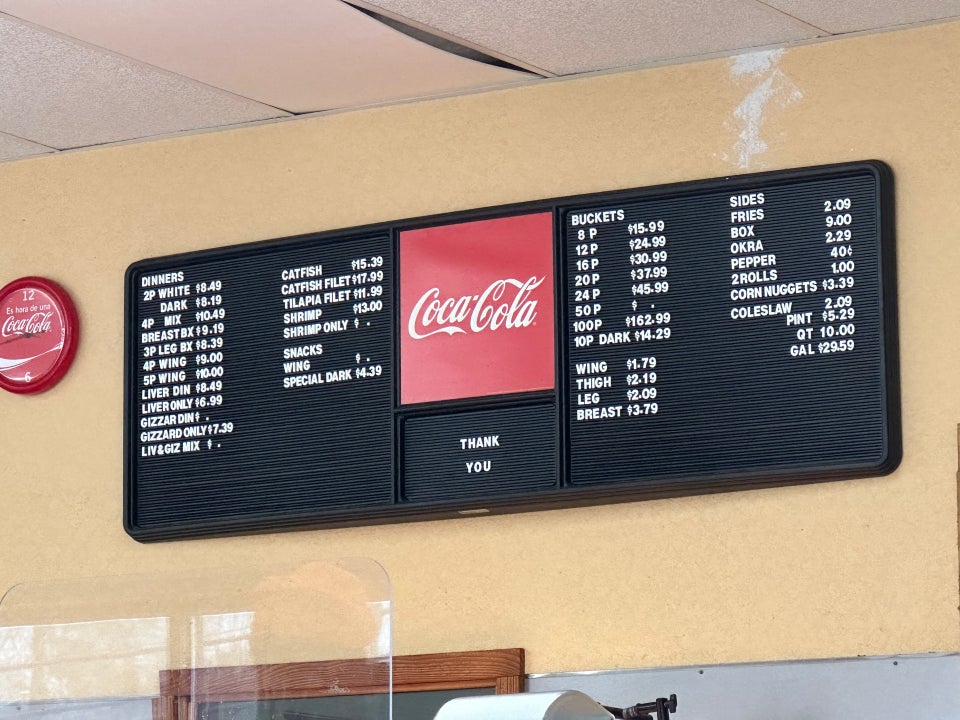 12
Es hora de una
Coca-Cola
6
DINNERS
2P WHITE $8.49
DARK $8.19
4P MIX $10.49
BREAST BX $9.19
3P LEG BX $8.39
4P WING $9.00
5P WING $10.00
LIVER DIN $8.49
LIVER ONLY $6.99
GIZZAR DIN $ .
GIZZARD ONLY $7.39
LIV&GIZ MIX $ .
CATFISH $15.39
CATFISH FILET $17.99
TILAPIA FILET $11.99
SHRIMP $13.00
SHRIMP ONLY $ .
SNACKS
WING $ .
SPECIAL DARK $4.39
Coca-Cola
THANK
YOU
BUCKETS
8 P $15.99
12 P $24.99
16 P $30.99
20 P $37.99
24 P $45.99
50 P $ .
100P $162.99
10P DARK $14.29
WING $1.79
THIGH $2.19
LEG $2.09
BREAST $3.79
SIDES
FRIES 2.09
BOX 9.00
OKRA 2.29
PEPPER 40¢
2 ROLLS 1.00
CORN NUGGETS $3.39
COLESLAW 2.09
PINT $5.29
QT 10.00
GAL $29.59